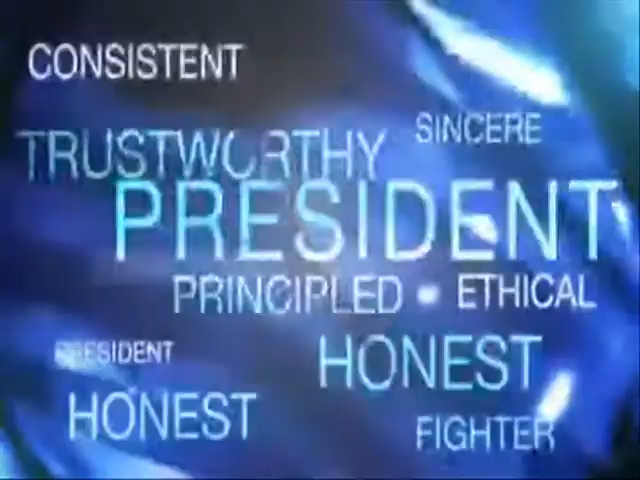 CONSISTENT
SINCERE
TRUSTWORTHY
PRESIDENT
PRINCIPLED • ETHICAL
PRESIDENT
HONEST
HONEST
FIGHTER